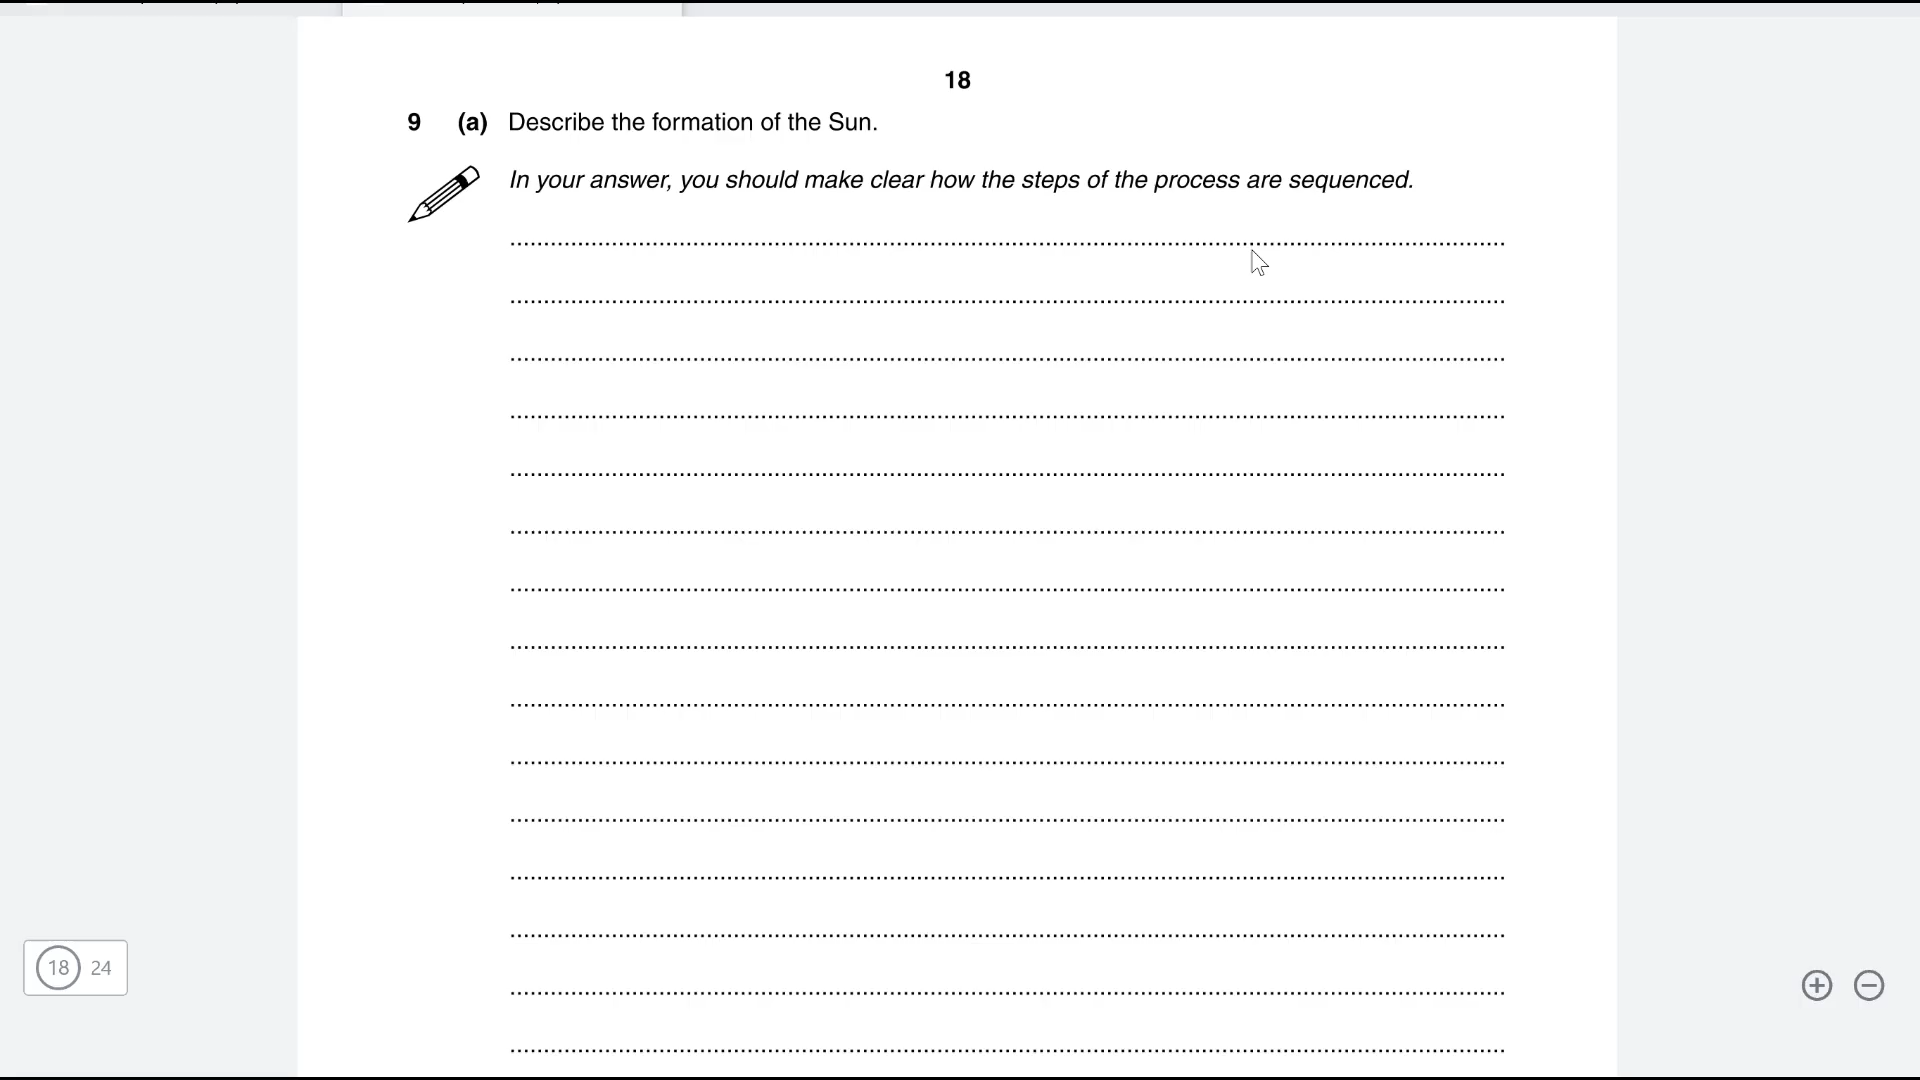 18
9 (a) Describe the formation of the Sun.
In your answer, you should make clear how the steps of the process are sequenced.
18 24